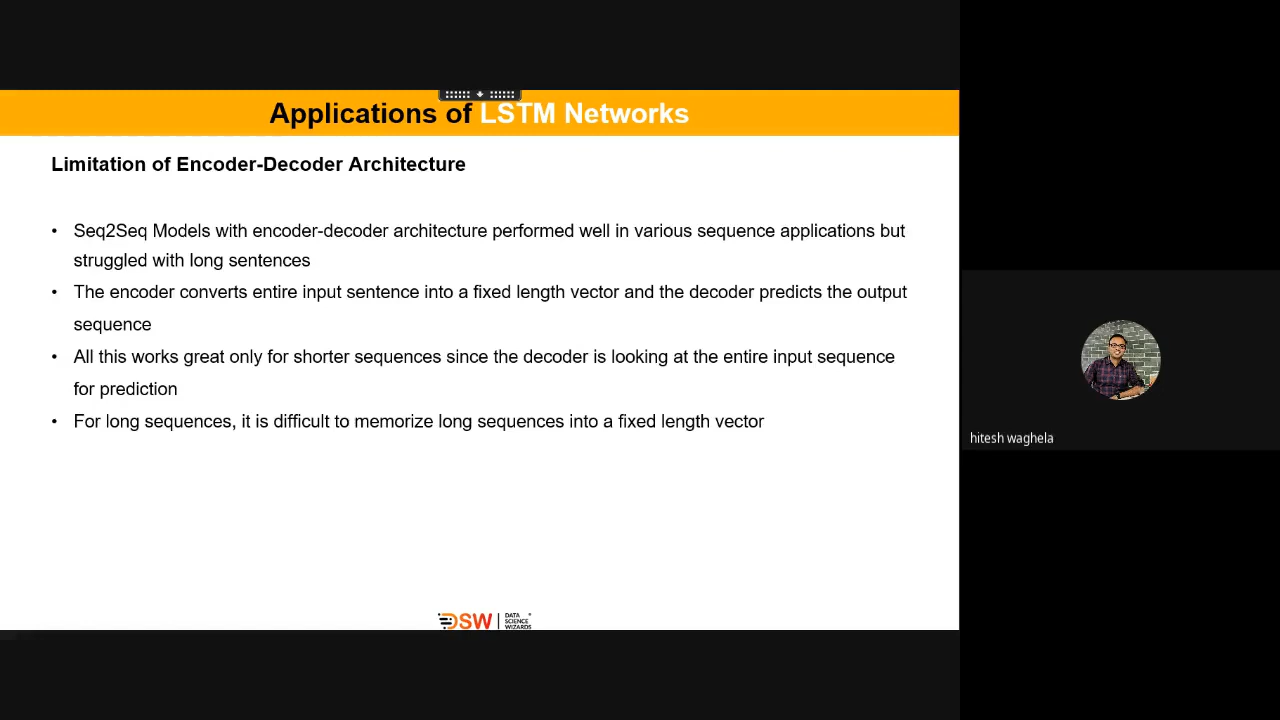 Applications of LSTM Networks
Limitation of Encoder-Decoder Architecture
• Seq2Seq Models with encoder-decoder architecture performed well in various sequence applications but
struggled with long sentences
• The encoder converts entire input sentence into a fixed length vector and the decoder predicts the output
sequence
• All this works great only for shorter sequences since the decoder is looking at the entire input sequence
for prediction
• For long sequences, it is difficult to memorize long sequences into a fixed length vector
hitesh waghela
DSW
DATA
SCIENCE
WIZARDS